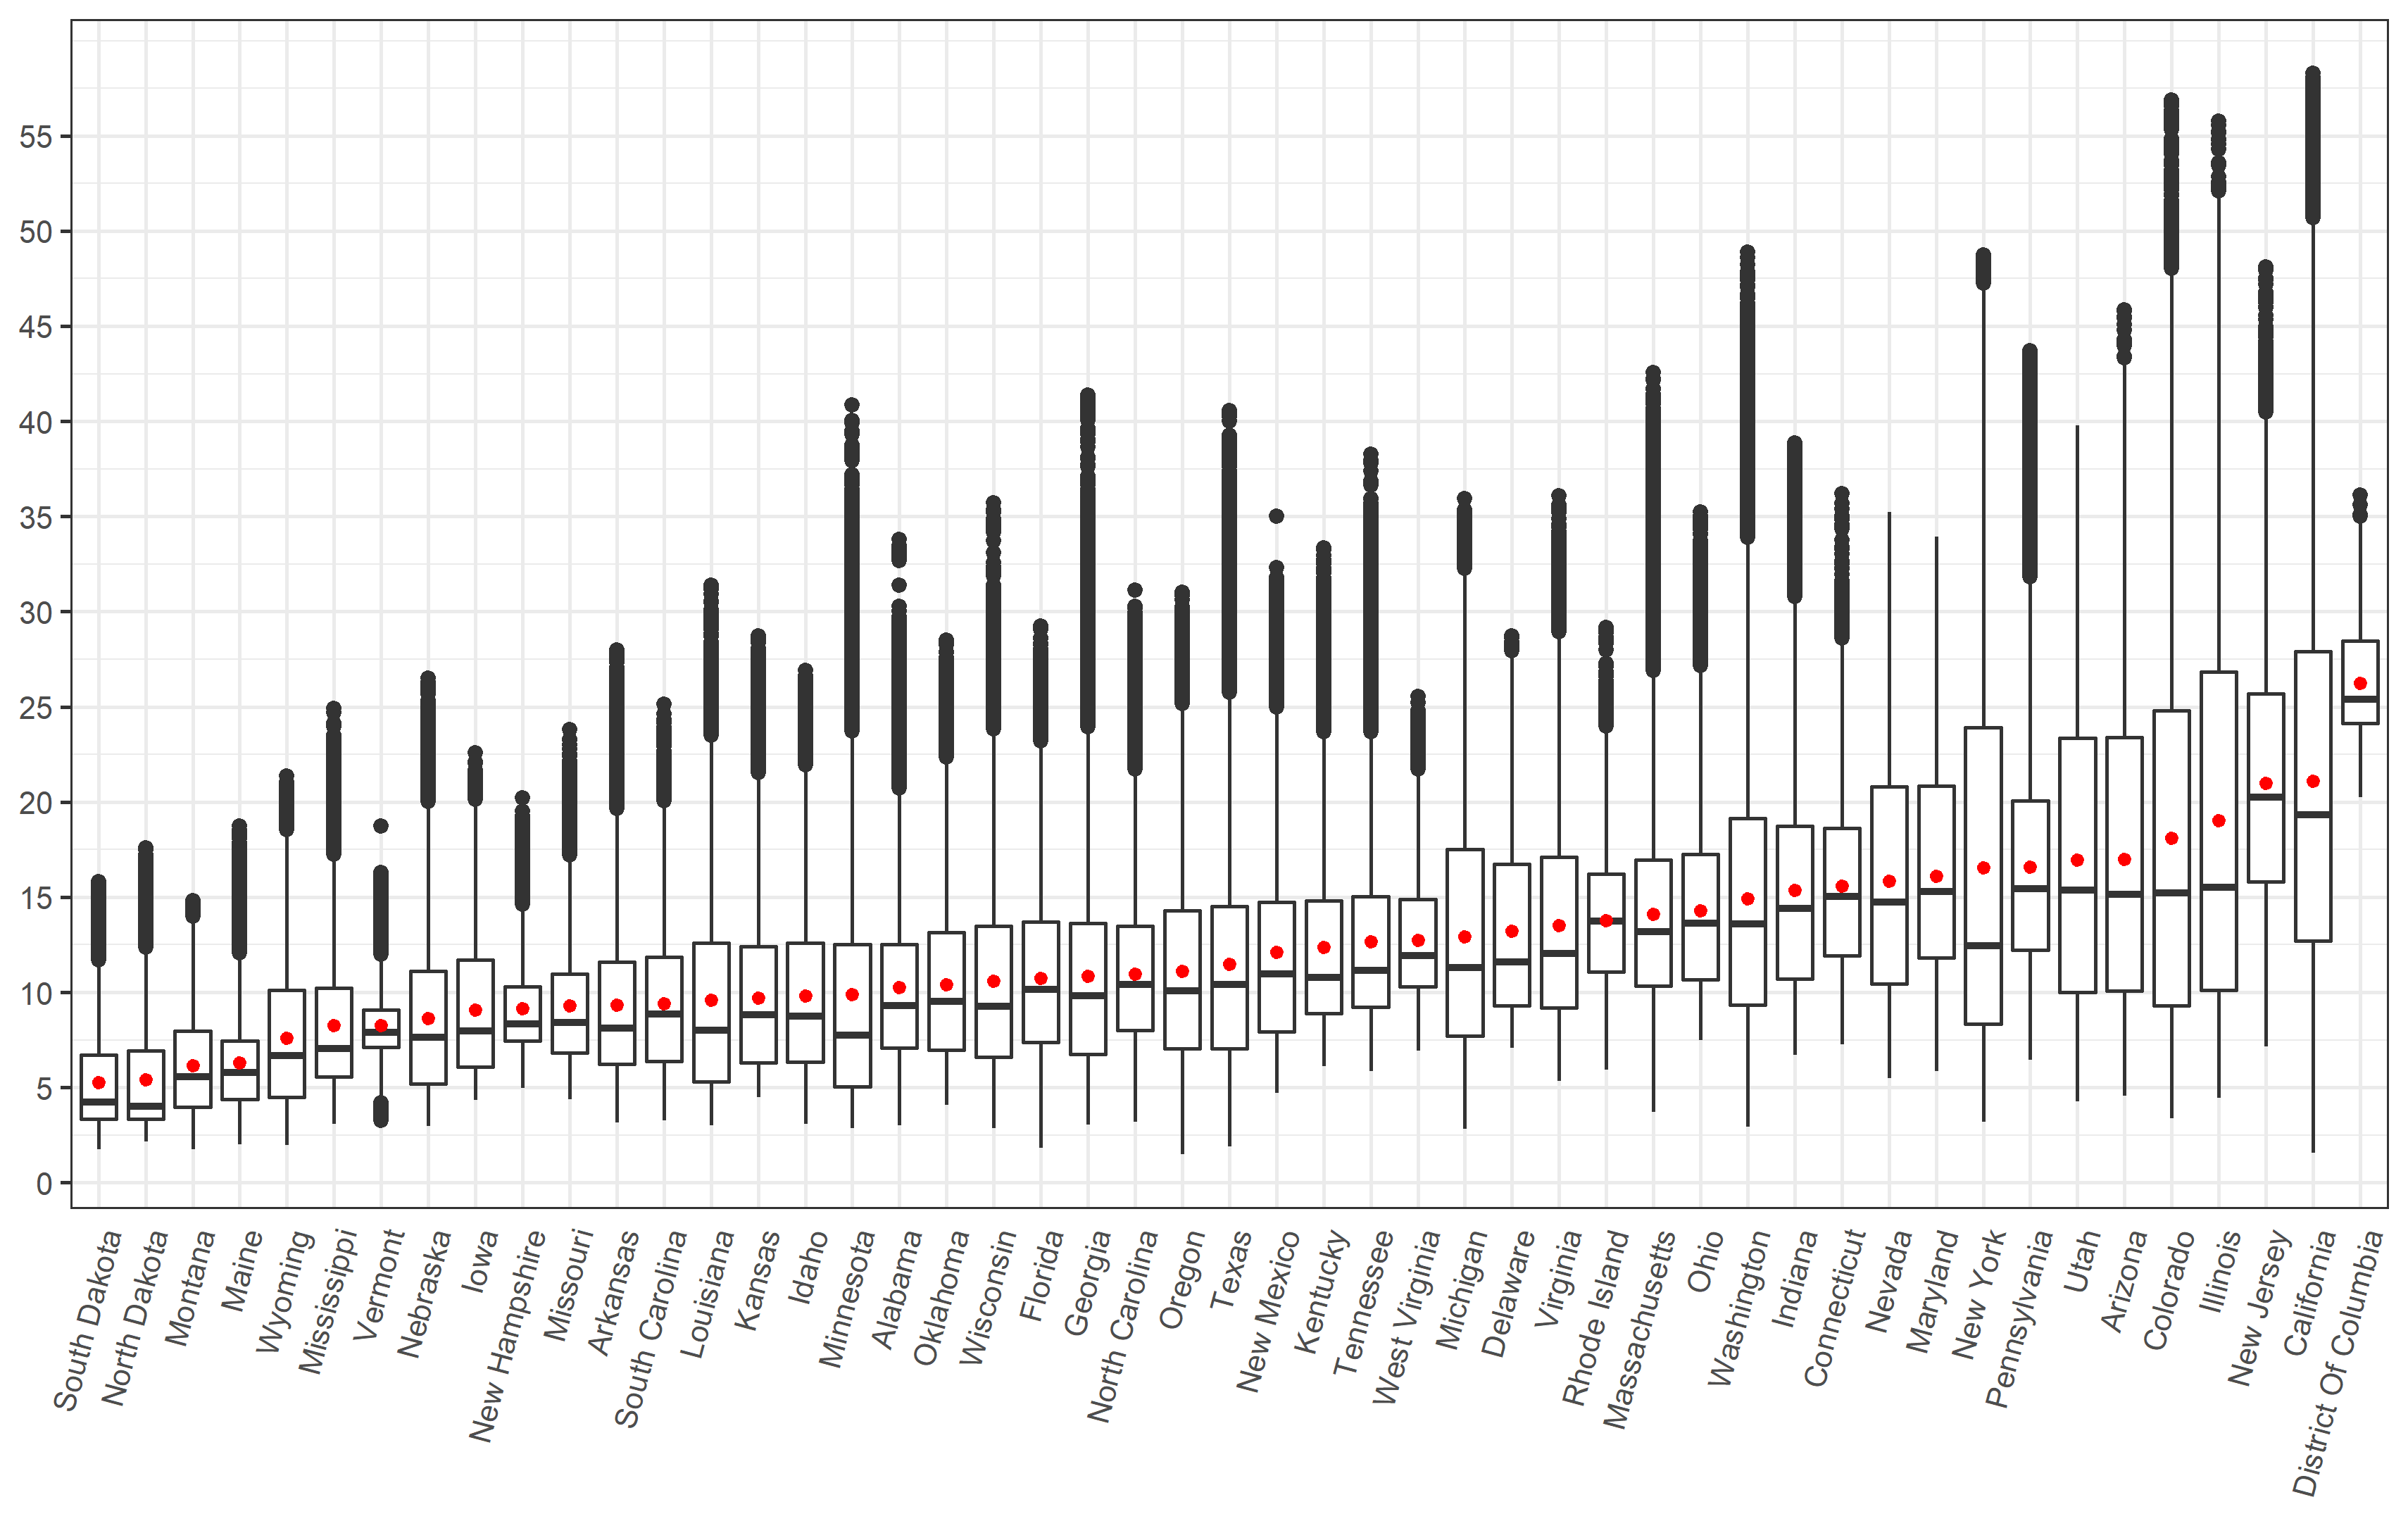 55
50
45
40
35
30
25
20
15
10
5
0
South Dakota
North Dakota
Montana
Maine
Wyoming
Mississippi
Vermont
Nebraska
Iowa
New Hampshire
Missouri
Arkansas
South Carolina
Louisiana
Kansas
Idaho
Minnesota
Alabama
Oklahoma
Wisconsin
Florida
Georgia
North Carolina
Oregon
Texas
New Mexico
Kentucky
Tennessee
West Virginia
Michigan
Delaware
Virginia
Rhode Island
Massachusetts
Ohio
Washington
Indiana
Connecticut
Nevada
Maryland
New York
Pennsylvania
Utah
Arizona
Colorado
Illinois
New Jersey
California
District Of Columbia